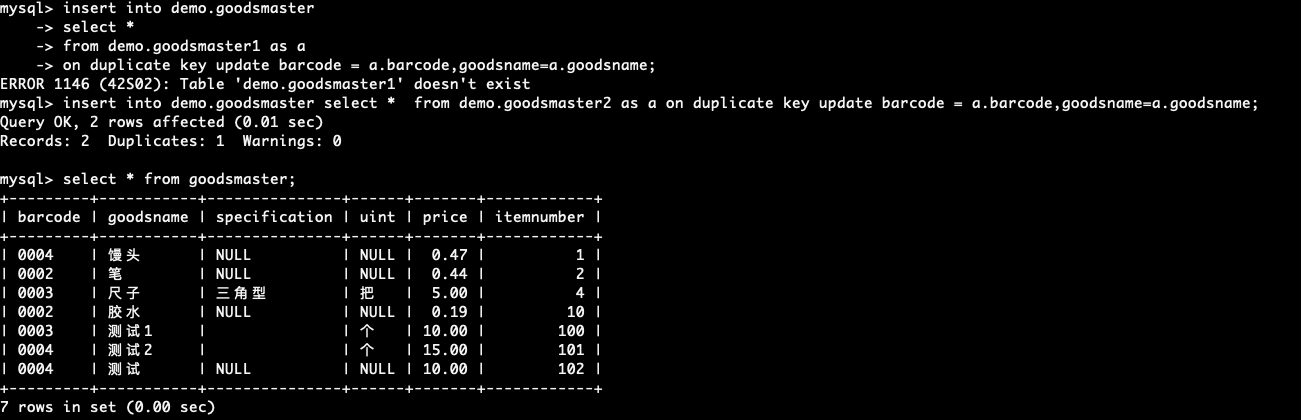 mysql> insert into demo.goodsmaster
    -> select *
    -> from demo.goodsmaster1 as a
    -> on duplicate key update barcode = a.barcode,goodsname=a.goodsname;
ERROR 1146 (42S02): Table 'demo.goodsmaster1' doesn't exist
mysql> insert into demo.goodsmaster select *  from demo.goodsmaster2 as a on duplicate key update barcode = a.barcode,goodsname=a.goodsname;
Query OK, 2 rows affected (0.01 sec)
Records: 2  Duplicates: 1  Warnings: 0

mysql> select * from goodsmaster;
+---------+-----------+---------------+------+-------+------------+
| barcode | goodsname | specification | uint | price | itemnumber |
+---------+-----------+---------------+------+-------+------------+
| 0004    | 馒头      | NULL          | NULL |  0.47 |          1 |
| 0002    | 笔        | NULL          | NULL |  0.44 |          2 |
| 0003    | 尺子      | 三角型        | 把   |  5.00 |          4 |
| 0002    | 胶水      | NULL          | NULL |  0.19 |         10 |
| 0003    | 测试1     |               | 个   | 10.00 |        100 |
| 0004    | 测试2     |               | 个   | 15.00 |        101 |
| 0004    | 测试      | NULL          | NULL | 10.00 |        102 |
+---------+-----------+---------------+------+-------+------------+
7 rows in set (0.00 sec)